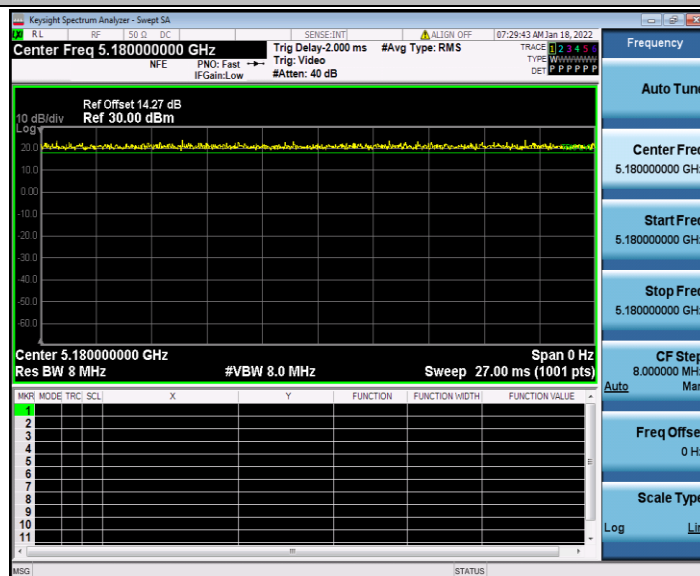 Keysight Spectrum Analyzer - Swept SA
RL RF 50 Ω DC SENSE:INT ALIGN OFF 07:29:43 AM Jan 18, 2022
Center Freq 5.180000000 GHz
NFE PNO: Fast IFGain:Low
Trig Delay-2.000 ms Trig: Video #Atten: 40 dB
#Avg Type: RMS
TRACE 1 2 3 4 5 6
TYPE WWWWWW
DET P P P P P P
Ref Offset 14.27 dB
10 dB/div Ref 30.00 dBm
Log
20.0
10.0
0.00
-10.0
-20.0
-30.0
-40.0
-50.0
-60.0
Center 5.180000000 GHz Span 0 Hz
Res BW 8 MHz #VBW 8.0 MHz Sweep 27.00 ms (1001 pts)
MKR MODE TRC SCL X Y FUNCTION FUNCTION WIDTH FUNCTION VALUE
1
2
3
4
5
6
7
8
9
10
11
MSG STATUS
Frequency
Auto Tune
Center Freq
5.180000000 GHz
Start Freq
5.180000000 GHz
Stop Freq
5.180000000 GHz
CF Step
8.000000 MHz
Auto Man
Freq Offset
0 Hz
Scale Type
Log Lin